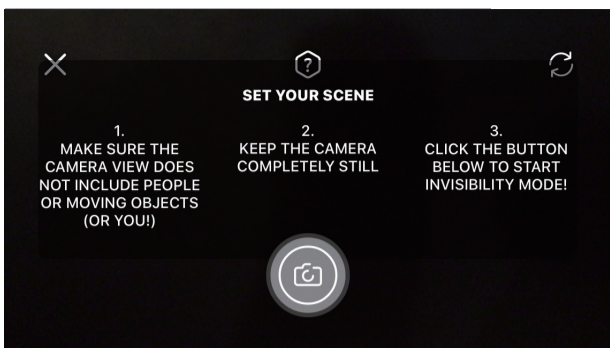 ?
SET YOUR SCENE
1.
MAKE SURE THE
CAMERA VIEW DOES
NOT INCLUDE PEOPLE
OR MOVING OBJECTS
(OR YOU!)
2.
KEEP THE CAMERA
COMPLETELY STILL
3.
CLICK THE BUTTON
BELOW TO START
INVISIBILITY MODE!